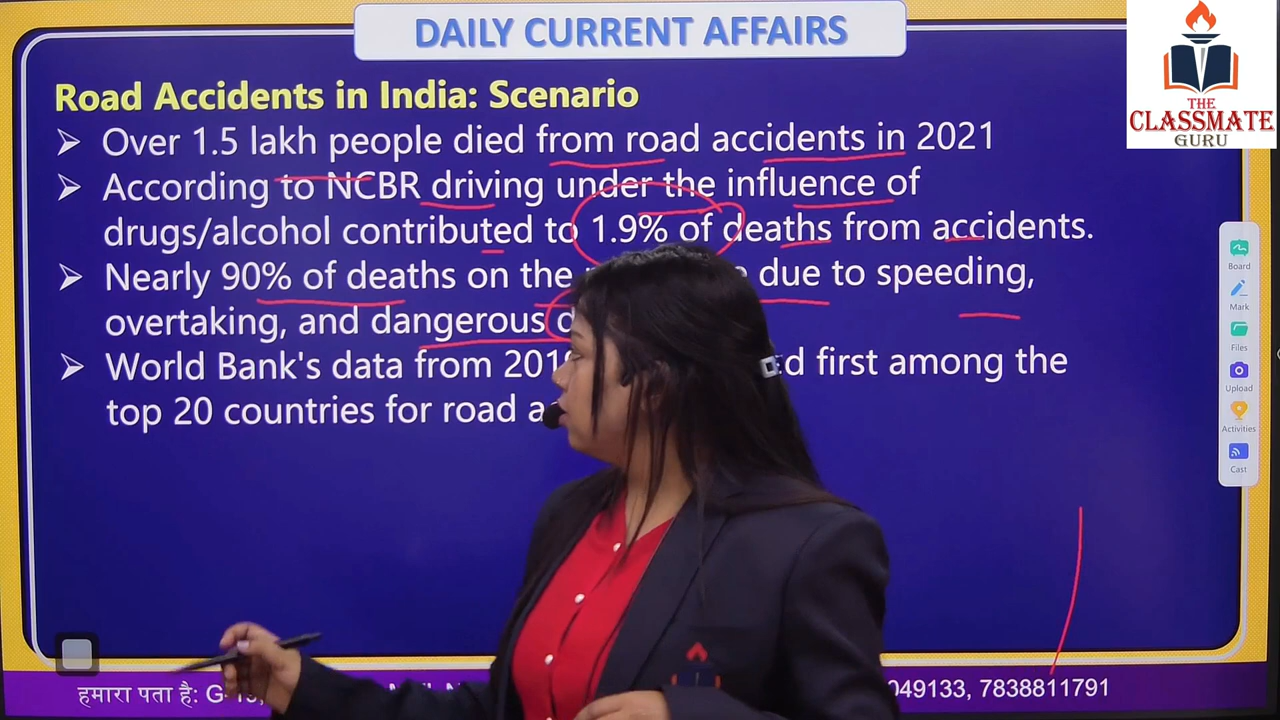 DAILY CURRENT AFFAIRS
THE
CLASSMATE
GURU
Road Accidents in India: Scenario
➤ Over 1.5 lakh people died from road accidents in 2021
➤ According to NCBR driving under the influence of
drugs/alcohol contributed to 1.9% of deaths from accidents.
➤ Nearly 90% of deaths on the due to speeding,
overtaking, and dangerous
➤ World Bank's data from first among the
top 20 countries for road
Board
Mark
Files
Upload
Activities
Cast
हमारा पता है: 049133, 7838811791